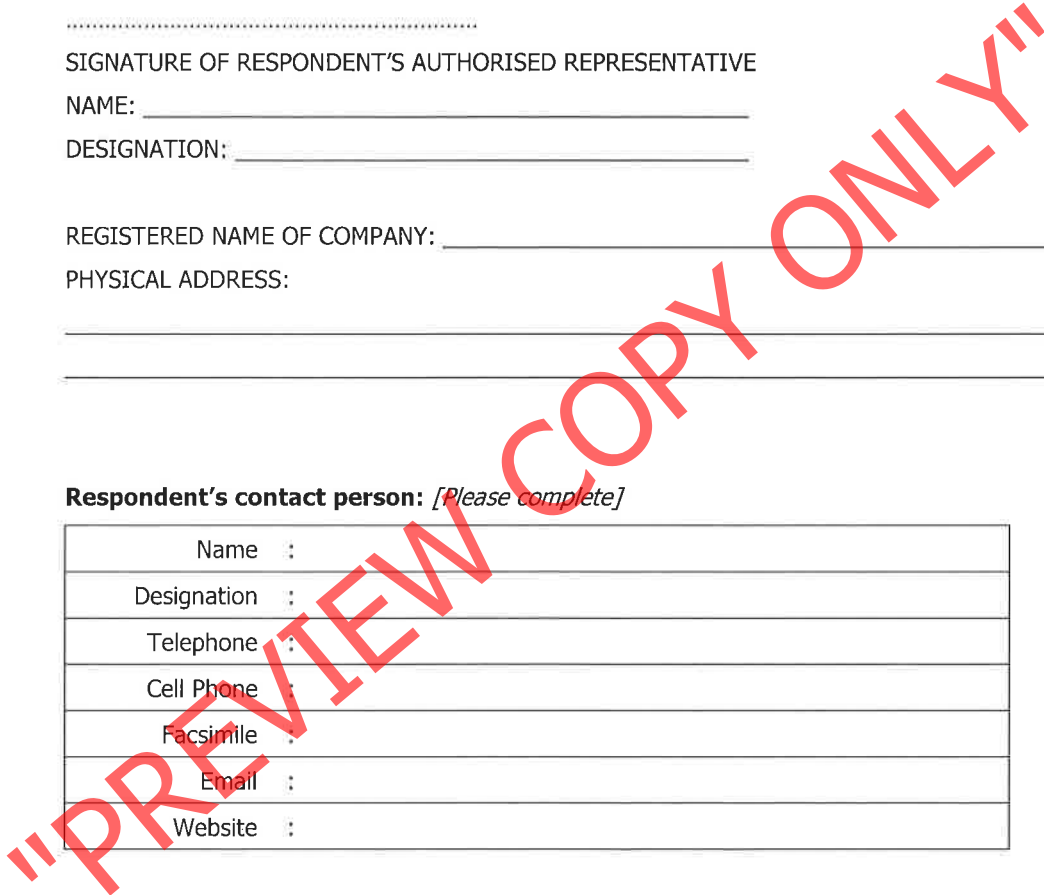 SIGNATURE OF RESPONDENT'S AUTHORISED REPRESENTATIVE
NAME:
DESIGNATION:
REGISTERED NAME OF COMPANY:
PHYSICAL ADDRESS:
Respondent's contact person: [Please complete]
Name :
Designation :
Telephone :
Cell Phone :
Facsimile :
Email :
Website :
"PREVIEW COPY ONLY"